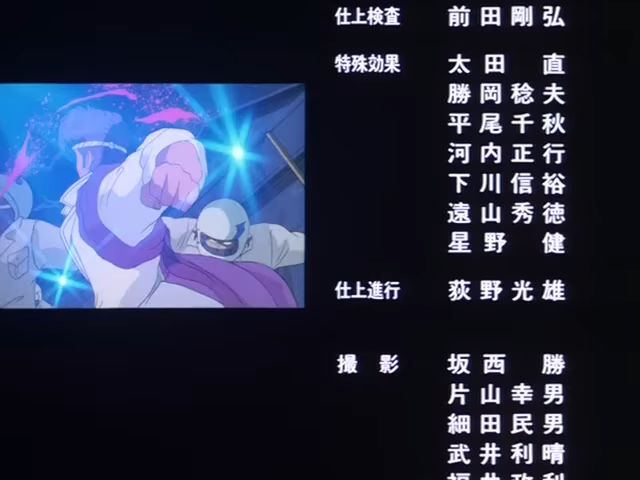 仕上検査 前田剛弘
特殊効果 太田 直
勝岡稔夫
平尾千秋
河内正行
下川信裕
遠山秀徳
星野 健
仕上進行 荻野光雄
撮 影 坂西 勝
片山幸男
細田民男
武井利晴